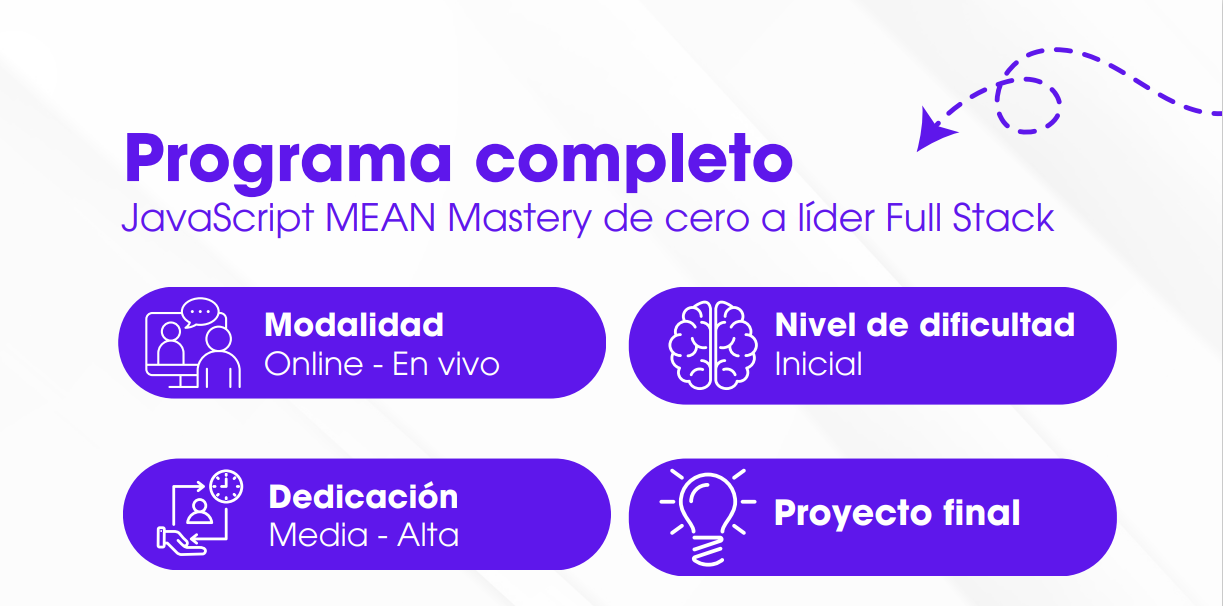 Programa completo
JavaScript MEAN Mastery de cero a líder Full Stack
Modalidad
Online - En vivo
Nivel de dificultad
Inicial
Dedicación
Media - Alta
Proyecto final